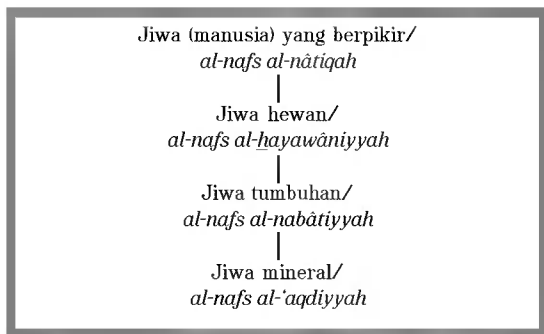 Jiwa (manusia) yang berpikir/
al-nafs al-nâtiqah
Jiwa hewan/
al-nafs al-ẖayawâniyyah
Jiwa tumbuhan/
al-nafs al-nabâtiyyah
Jiwa mineral/
al-nafs al-‘aqdiyyah